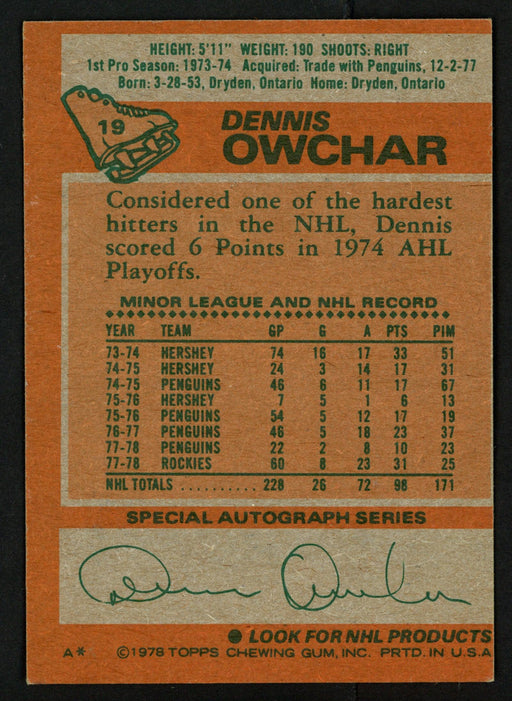 HEIGHT: 5'11" WEIGHT: 190 SHOOTS: RIGHT
1st Pro Season: 1973-74 Acquired: Trade with Penguins, 12-2-77
Born: 3-28-53, Dryden, Ontario Home: Dryden, Ontario
19
DENNIS
OWCHAR
Considered one of the hardest
hitters in the NHL, Dennis
scored 6 Points in 1974 AHL
Playoffs.
MINOR LEAGUE AND NHL RECORD
YEAR TEAM GP G A PTS PIM
73-74 HERSHEY 74 16 17 33 51
74-75 HERSHEY 24 3 14 17 31
74-75 PENGUINS 46 6 11 17 67
75-76 HERSHEY 7 5 1 6 13
75-76 PENGUINS 54 5 12 17 19
76-77 PENGUINS 46 5 18 23 37
77-78 PENGUINS 22 2 8 10 23
77-78 ROCKIES 60 8 23 31 25
NHL TOTALS .......... 228 26 72 98 171
SPECIAL AUTOGRAPH SERIES
Dennis Owchar
LOOK FOR NHL PRODUCTS
A* ©1978 TOPPS CHEWING GUM, INC. PRTD. IN U.S.A